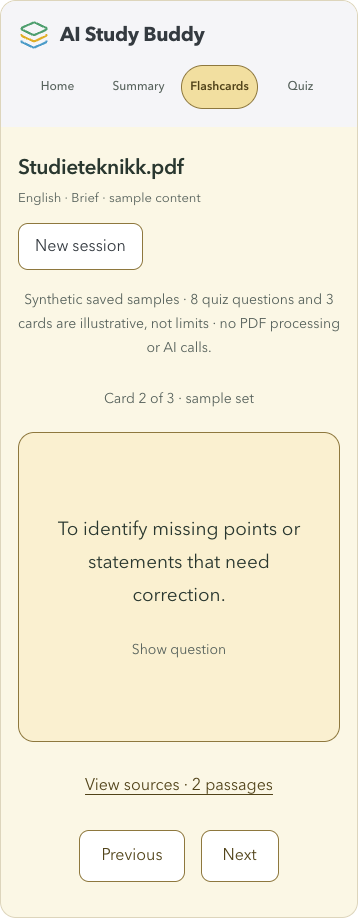 AI Study Buddy
Home Summary Flashcards Quiz
Studieteknikk.pdf
English · Brief · sample content
New session
Synthetic saved samples · 8 quiz questions and 3
cards are illustrative, not limits · no PDF processing
or AI calls.
Card 2 of 3 · sample set
To identify missing points or
statements that need
correction.
Show question
View sources · 2 passages
Previous Next